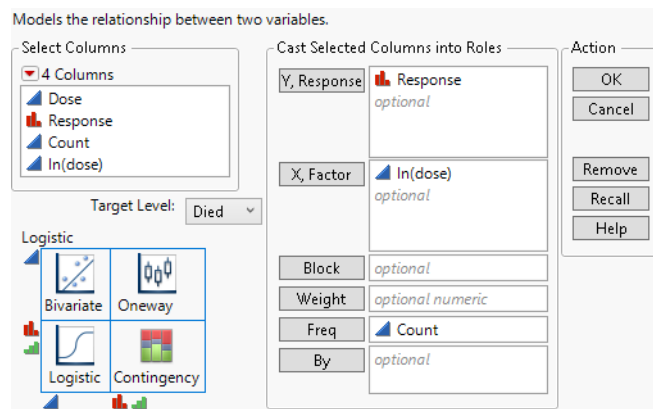 Models the relationship between two variables.
Select Columns
4 Columns
Dose
Response
Count
In(dose)
Target Level: Died
Logistic
Bivariate Oneway
Logistic Contingency
Cast Selected Columns into Roles
Y, Response
Response
optional
X, Factor
In(dose)
optional
Block
optional
Weight
optional numeric
Freq
Count
By
optional
Action
OK
Cancel
Remove
Recall
Help